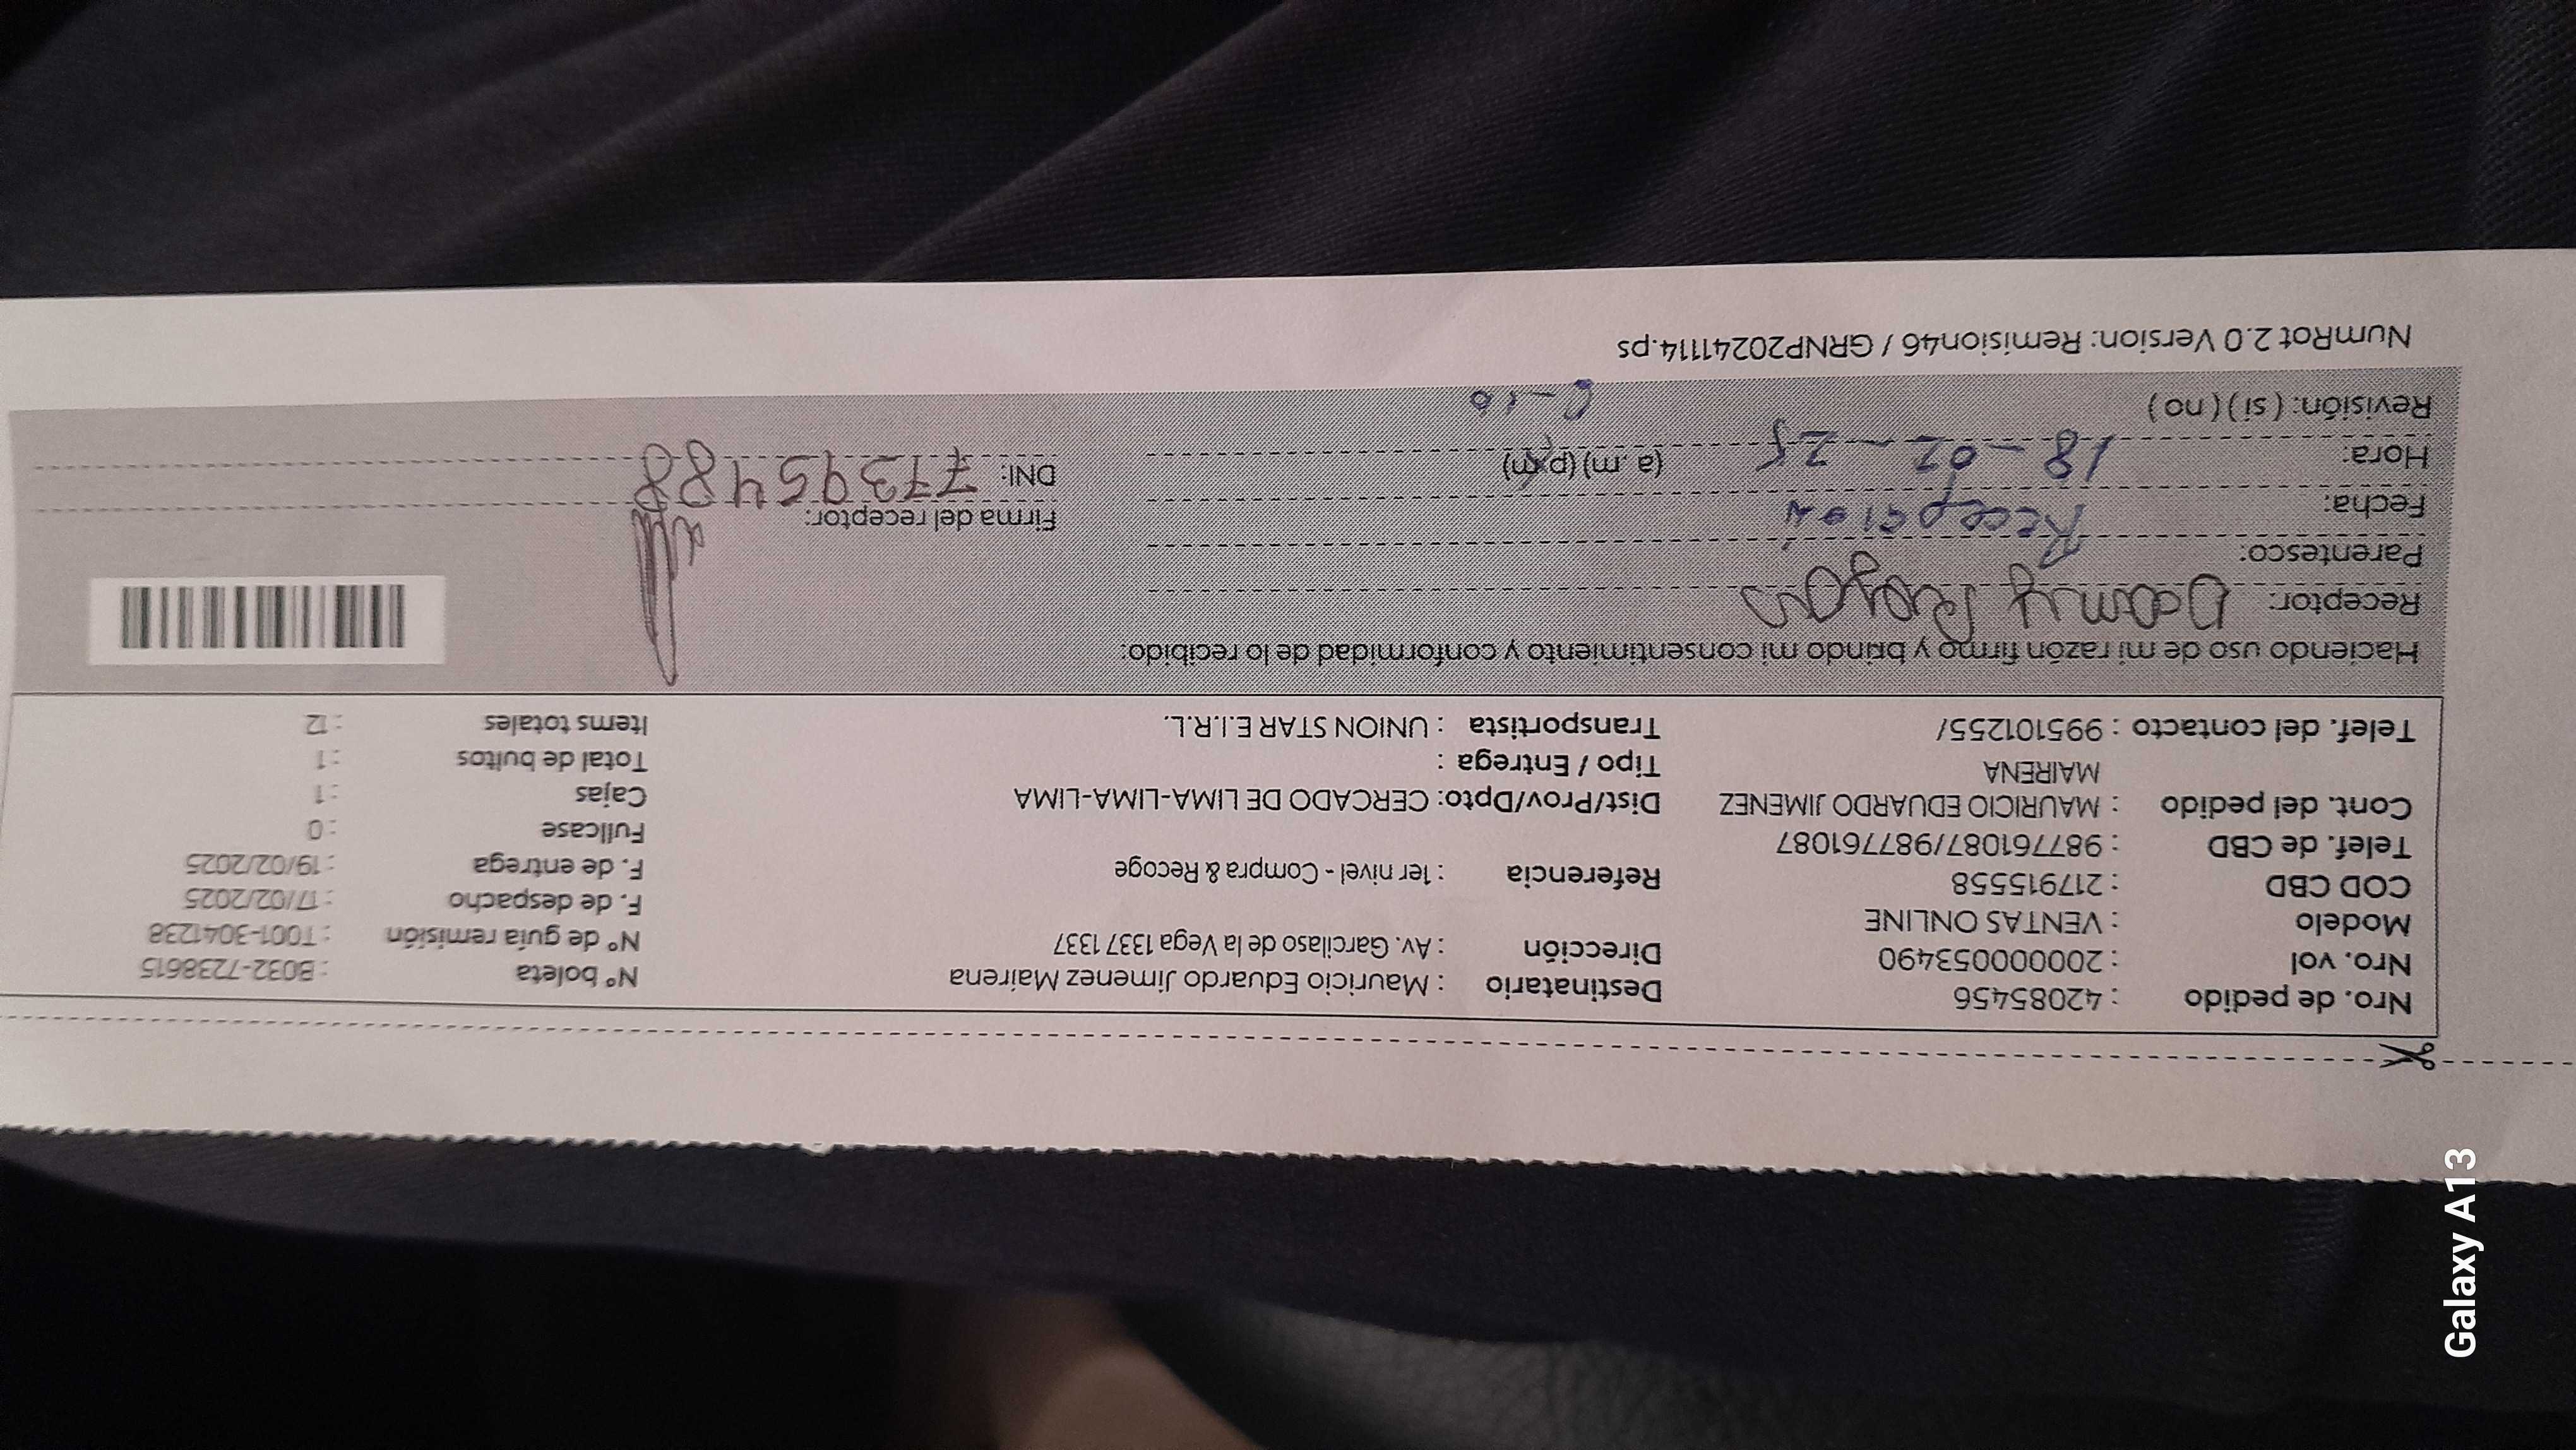 Nro. de pedido : 42085456
Nro. vol : 2000000053490
Modelo : VENTAS ONLINE
COD CBD : 217915558
Telef. de CBD : 987761087/987761087
Cont. del pedido : MAURICIO EDUARDO JIMENEZ
MAIRENA
Telef. del contacto : 995101255/
Destinatario : Mauricio Eduardo Jimenez Mairena
Dirección : Av. Garcilaso de la Vega 1337 1337
Referencia : 1er nivel - Compra & Recoge
Dist/Prov/Dpto: CERCADO DE LIMA-LIMA-LIMA
Tipo / Entrega :
Transportista : UNION STAR E.I.R.L.
N° boleta : B032-7238615
N° de guía remisión : T001-3041238
F. de despacho : 17/02/2025
F. de entrega : 19/02/2025
Fullcase : 0
Cajas : 1
Total de bultos : 1
Items totales : 12
Haciendo uso de mi razón firmo y brindo mi consentimiento y conformidad de lo recibido:
Receptor:
Parentesco: Recepción
Fecha: 18-02-25
Hora: (a. m) (p.m)
Revisión: ( si ) ( no )
Firma del receptor:
DNI: 77395488
NumRot 2.0 Version: Remision46 / GRNP20241114.ps
Galaxy A13